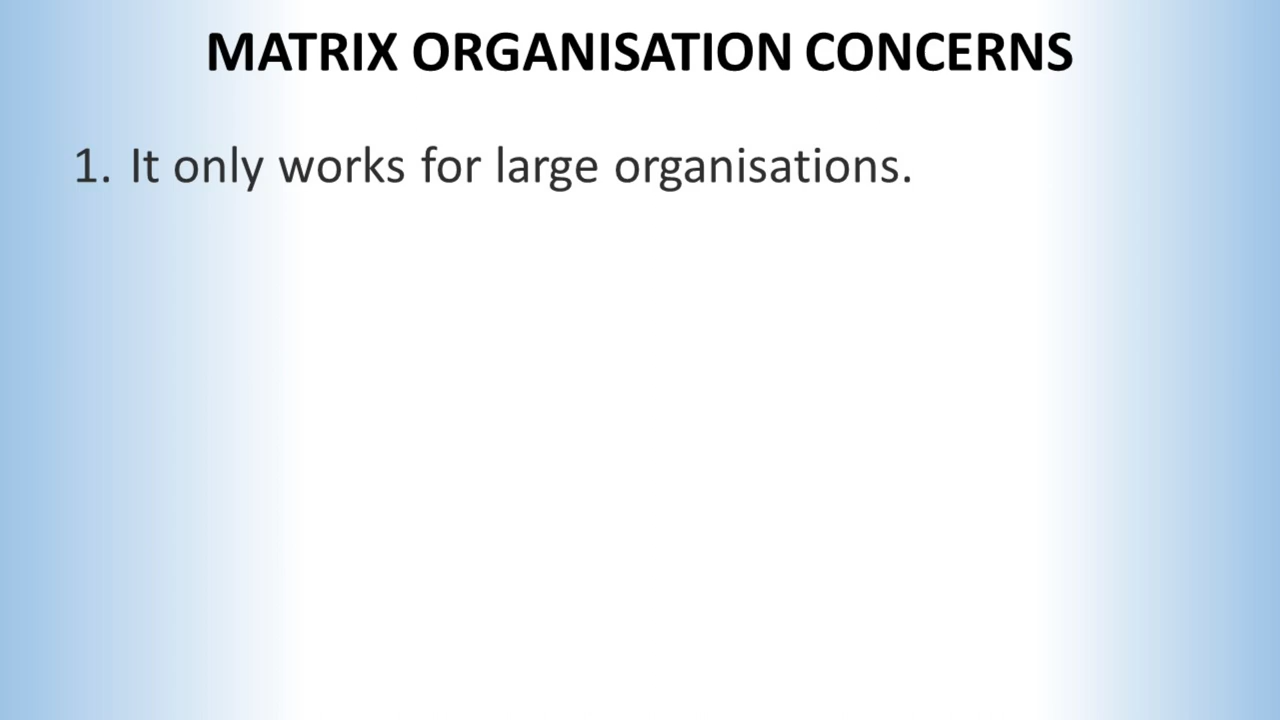 MATRIX ORGANISATION CONCERNS
1. It only works for large organisations.